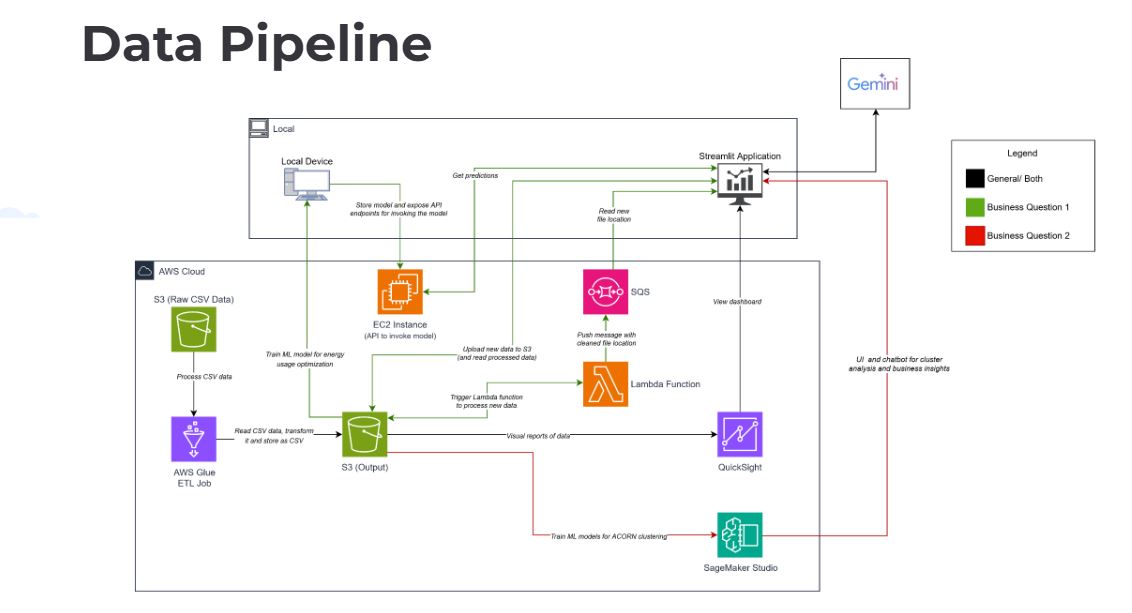 Data Pipeline
Gemini
Local
Local Device
Streamlit Application
Get predictions
Store model and expose API
endpoints for invoking the model
Read new
file location
Legend
General/ Both
Business Question 1
Business Question 2
AWS Cloud
S3 (Raw CSV Data)
EC2 Instance
(API to invoke model)
SQS
View dashboard
Process CSV data
Train ML model for energy
usage optimization
Upload new data to S3
(and read processed data)
Push message with
cleaned file location
UI and chatbot for cluster
analysis and business insights
Trigger Lambda function
to process new data
Lambda Function
Read CSV data, transform
it and store as CSV
Visual reports of data
AWS Glue
ETL Job
S3 (Output)
QuickSight
Train ML models for ACORN clustering
SageMaker Studio